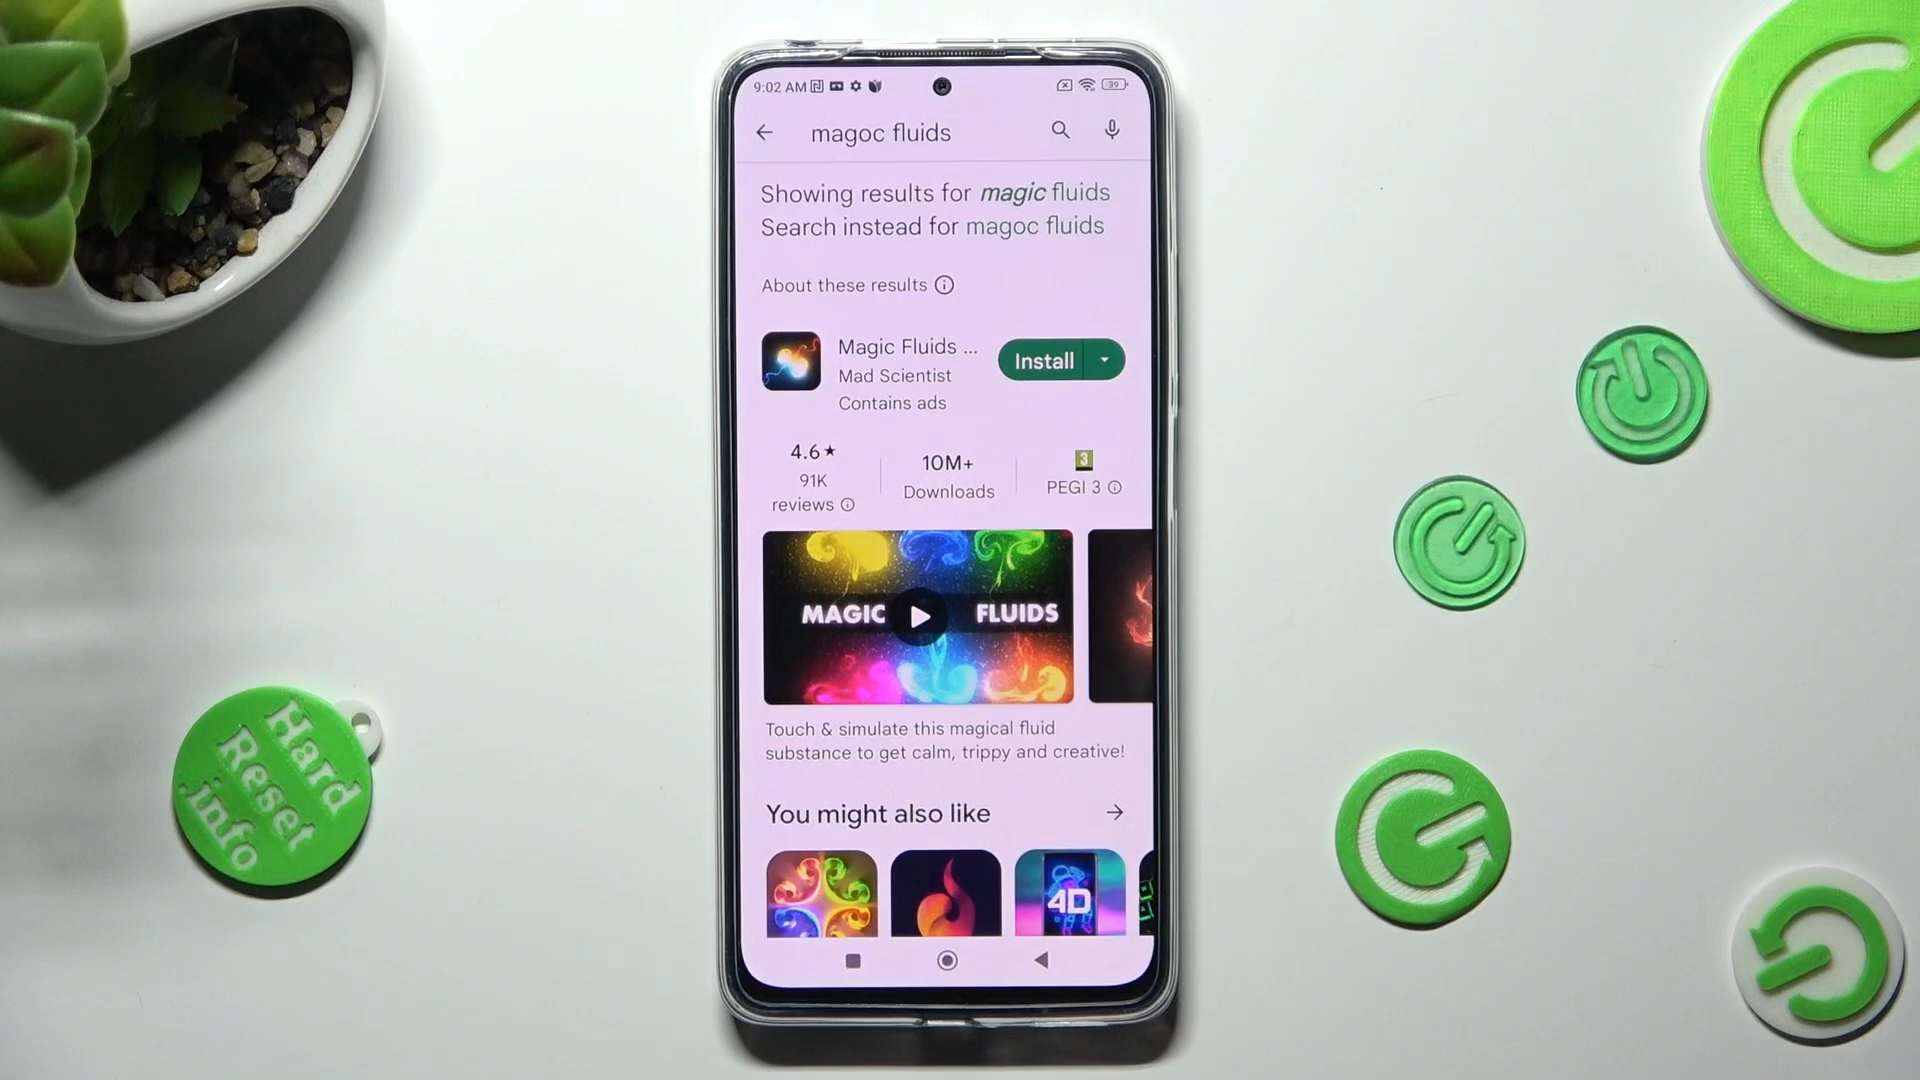 9:02 AM
39
magoc fluids
Showing results for magic fluids
Search instead for magoc fluids
About these results
Magic Fluids ...
Mad Scientist
Contains ads
Install
4.6★
91K
reviews
10M+
Downloads
3
PEGI 3
MAGIC FLUIDS
Touch & simulate this magical fluid
substance to get calm, trippy and creative!
You might also like
4D
Hard
Reset
info